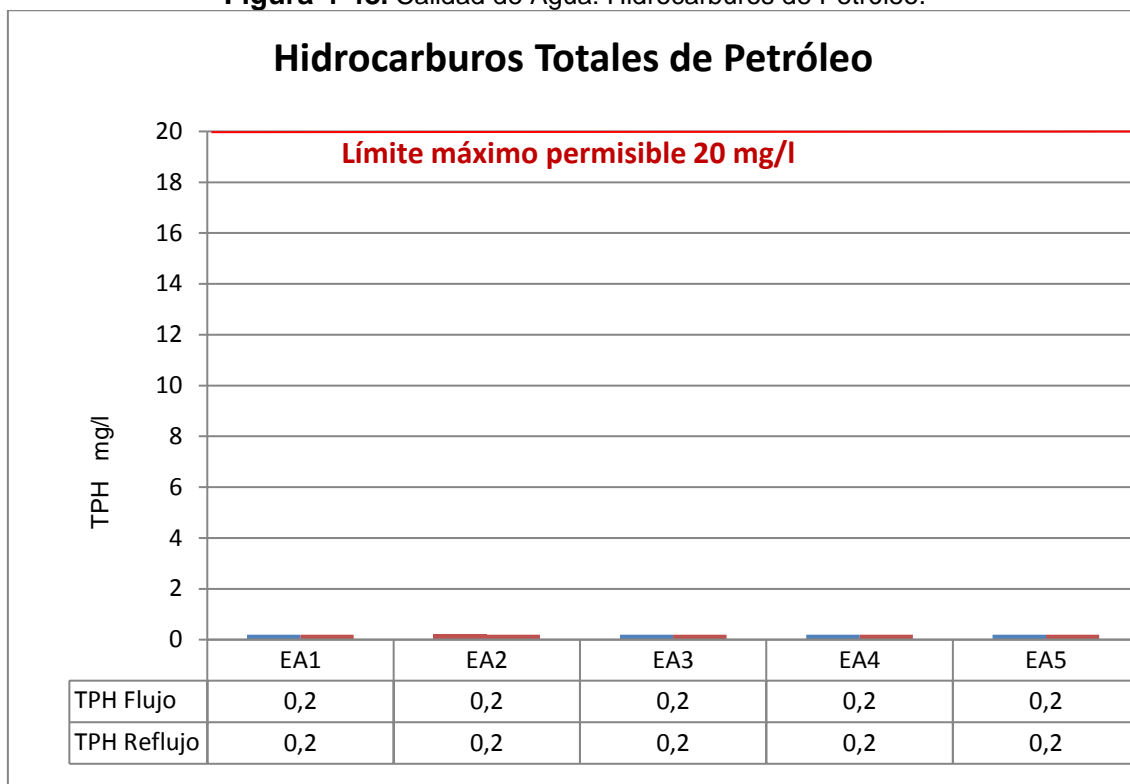 Hidrocarburos Totales de Petróleo
Límite máximo permisible 20 mg/l
20
18
16
14
12
10
8
6
4
2
0
TPH mg/l
EA1 EA2 EA3 EA4 EA5
TPH Flujo 0,2 0,2 0,2 0,2 0,2
TPH Reflujo 0,2 0,2 0,2 0,2 0,2